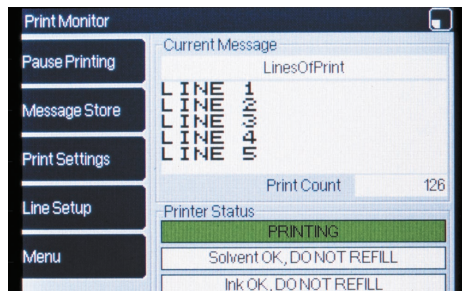 Print Monitor
Pause Printing
Message Store
Print Settings
Line Setup
Menu
Current Message
LinesOfPrint
LINE 1
LINE 2
LINE 3
LINE 4
LINE 5
Print Count 126
Printer Status
PRINTING
Solvent OK, DO NOT REFILL
Ink OK, DO NOT REFILL